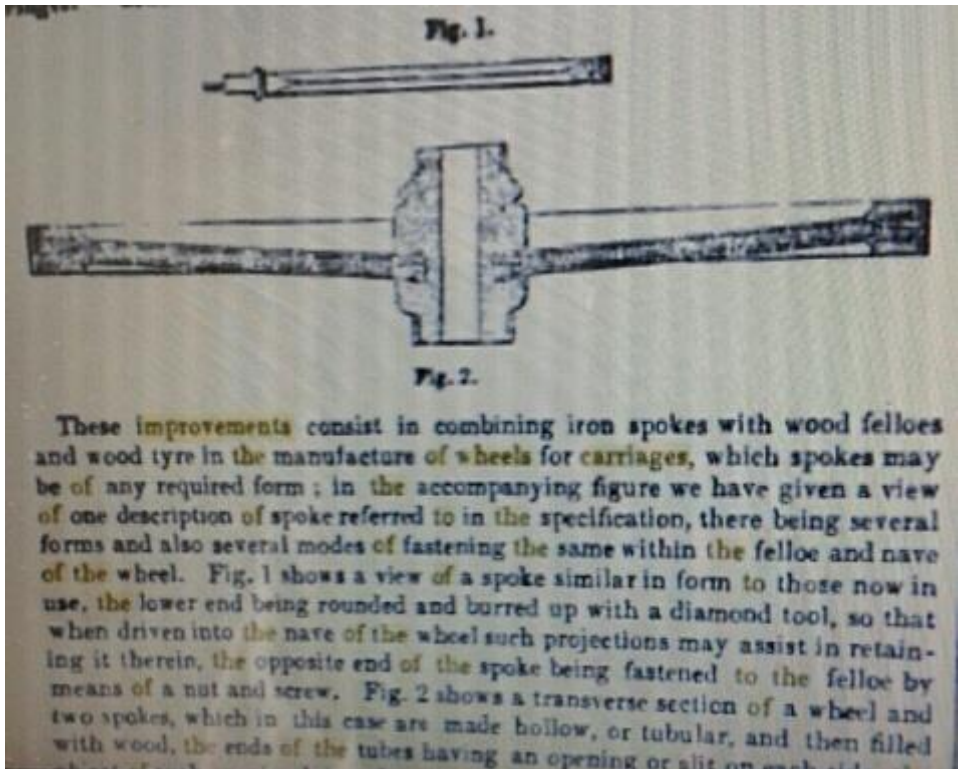 Fig. 1.
Fig. 2.
These improvements consist in combining iron spokes with wood felloes
and wood tyre in the manufacture of wheels for carriages, which spokes may
be of any required form; in the accompanying figure we have given a view
of one description of spoke referred to in the specification, there being several
forms and also several modes of fastening the same within the felloe and nave
of the wheel. Fig. 1 shows a view of a spoke similar in form to those now in
use, the lower end being rounded and burred up with a diamond tool, so that
when driven into the nave of the wheel such projections may assist in retain-
ing it therein, the opposite end of the spoke being fastened to the felloe by
means of a nut and screw. Fig. 2 shows a transverse section of a wheel and
two spokes, which in this case are made hollow, or tubular, and then filled
with wood, the ends of the tubes having an opening or slit on each side